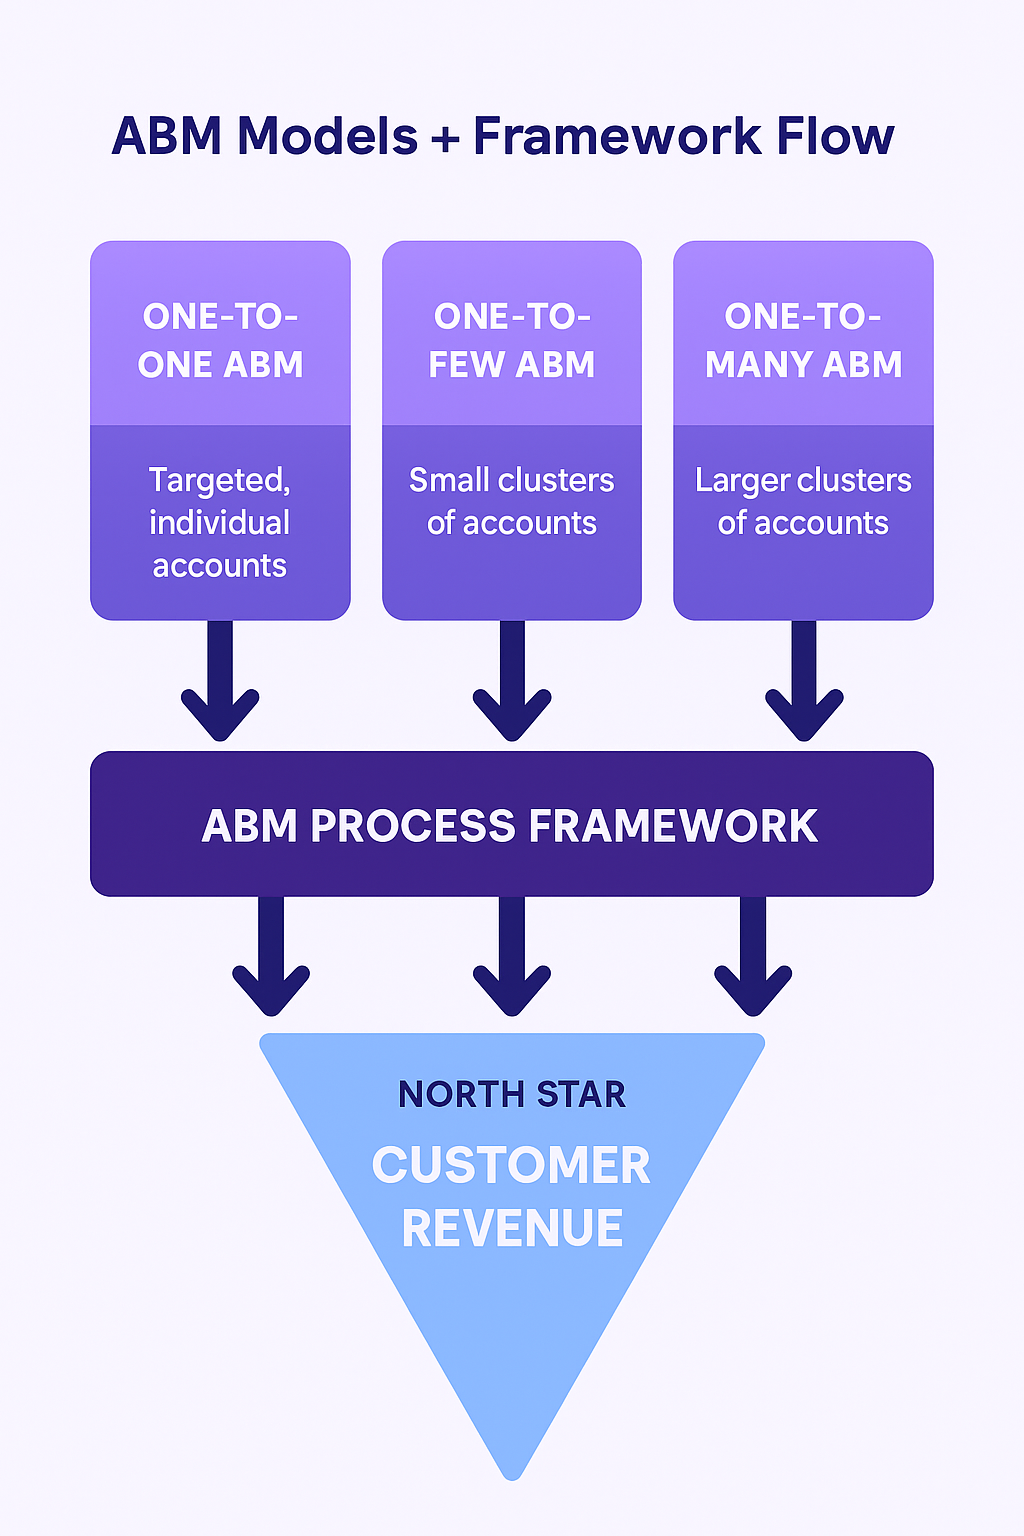 ABM Models + Framework Flow
ONE-TO-
ONE ABM
Targeted,
individual
accounts
ONE-TO-
FEW ABM
Small clusters
of accounts
ONE-TO-
MANY ABM
Larger clusters
of accounts
ABM PROCESS FRAMEWORK
NORTH STAR
CUSTOMER
REVENUE